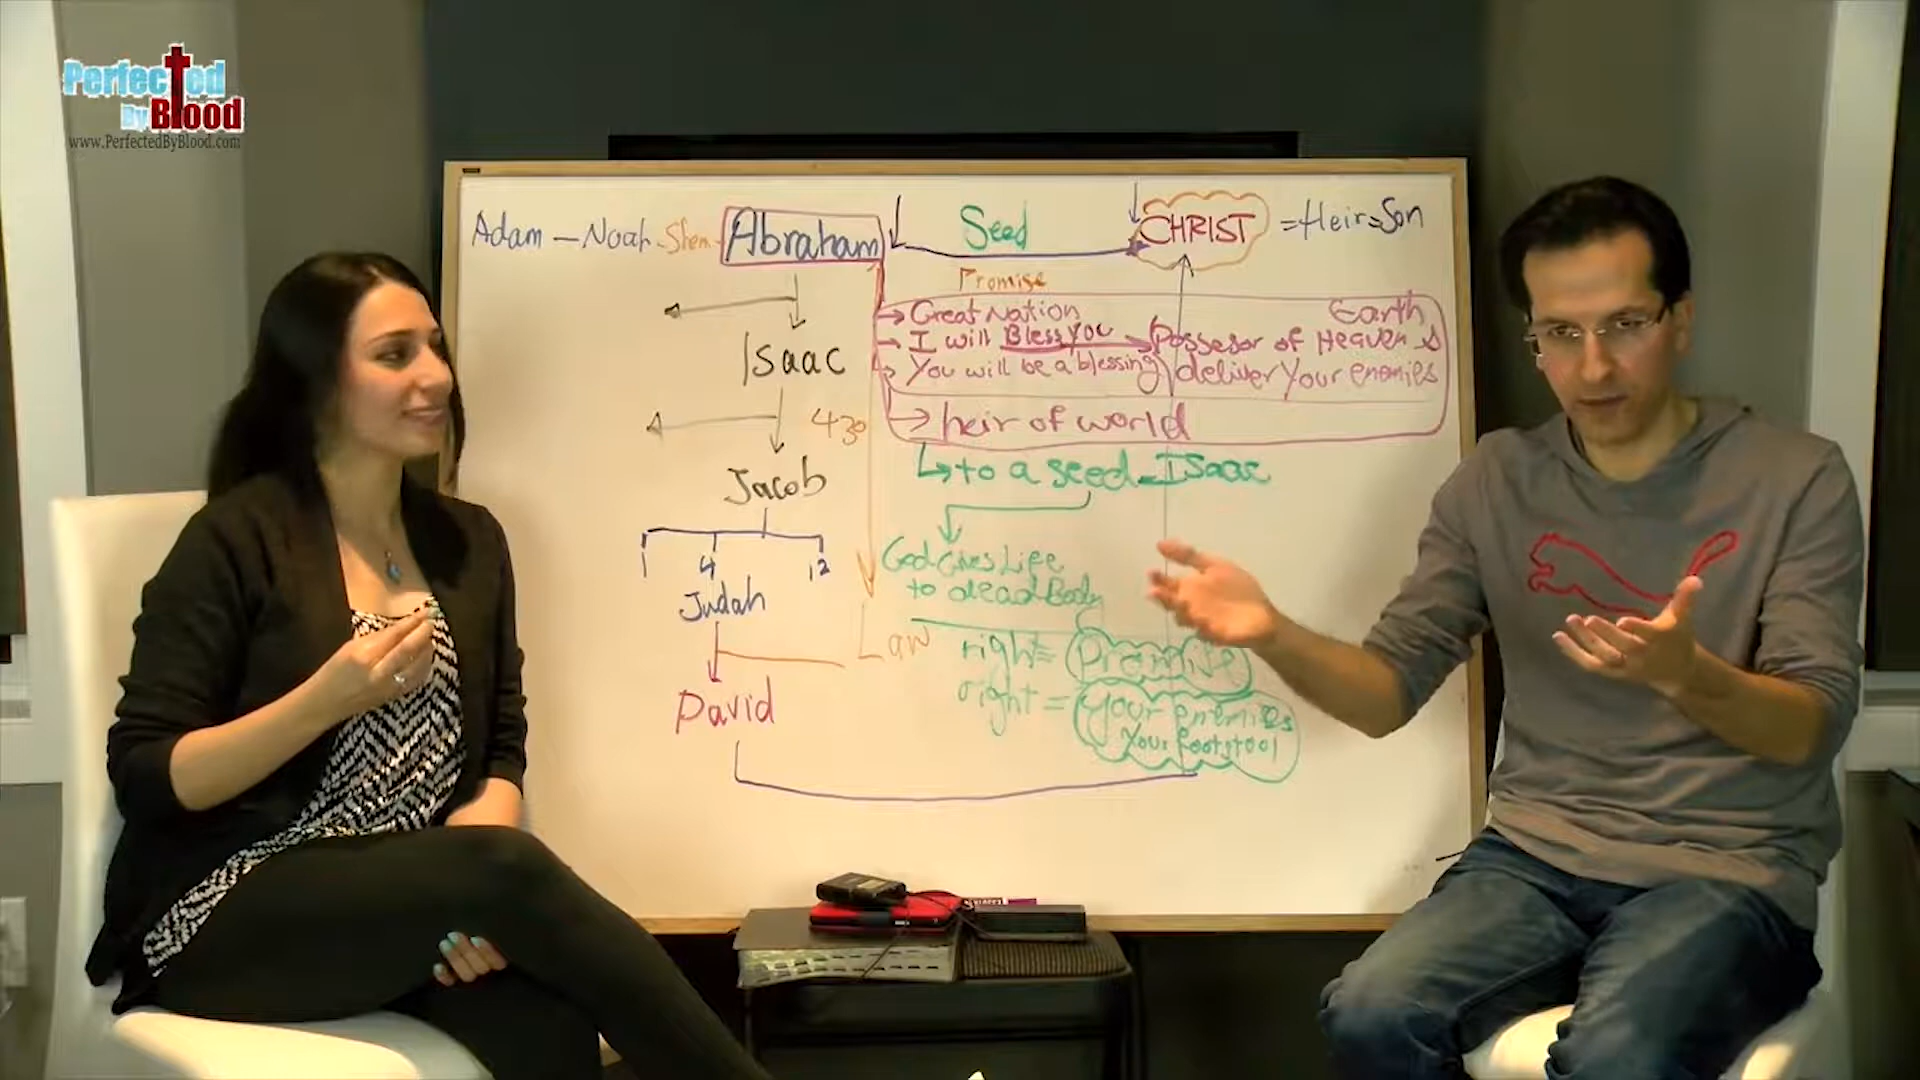 Perfected
By Blood
www.PerfectedByBlood.com
Adam - Noah - Shem - Abraham
Seed
CHRIST = Heir = Son
Promise
→ Great Nation
Earth
→ I will Bless you → Possesor of Heaven &
→ You will be a blessing
deliver your enemies
→ heir of world
Isaac
430
↳ to a seed - Isaac
Jacob
God Gives Life
to dead Body
1 4 12
Judah
Law
right = Promise
right = your enemies
your footstool
David